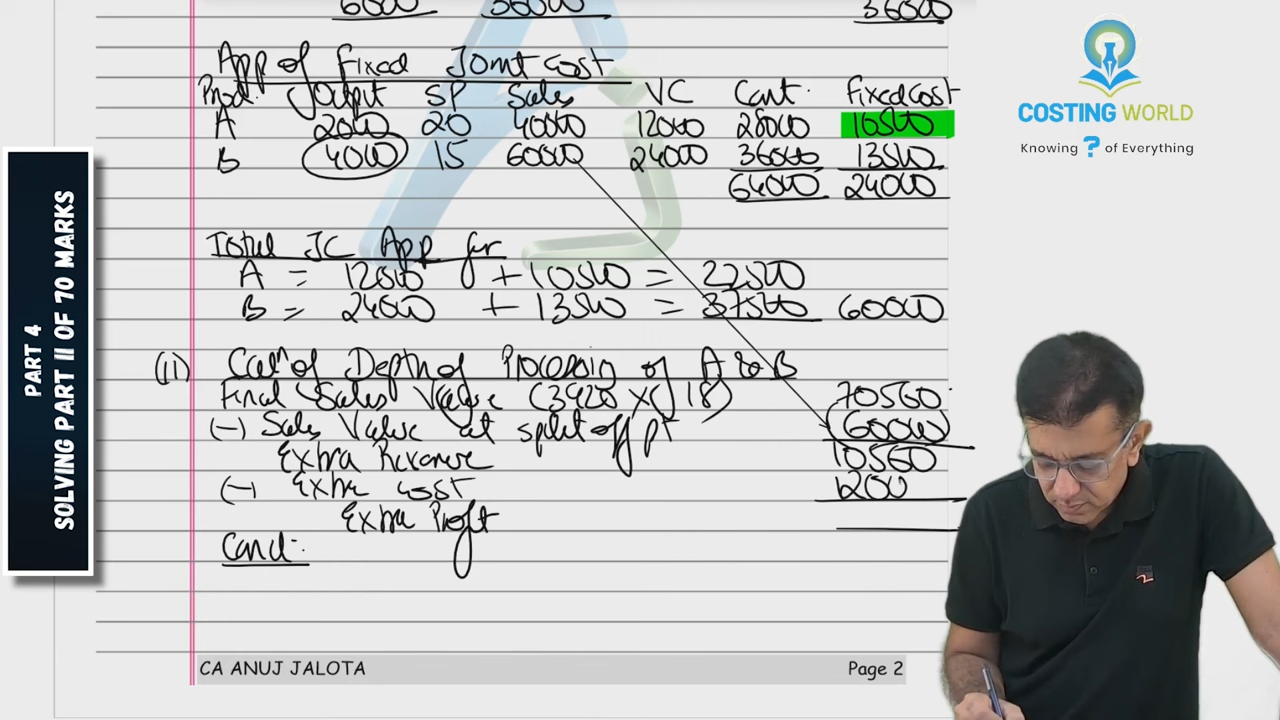 6000 36000 36000
App of Fixed Joint Cost
Prod. Output SP Sales VC Cont. Fixed Cost
A 2000 20 40000 12000 28000 10500
B 4000 15 60000 24000 36000 13500
64000 24000
Total JC App for
A = 12000 + 10500 = 22500
B = 24000 + 13500 = 37500 60000
(ii) Calⁿ of Depth of Processing of A & B
Final Sales Value (3920 x 18) 70560
(-) Sales Value at split off pt (60000)
Extra Revenue 10560
(-) Extra cost 1200
Extra Profit
Concl:
CA ANUJ JALOTA Page 2
PART 4
SOLVING PART II OF 70 MARKS
COSTING WORLD
Knowing ? of Everything